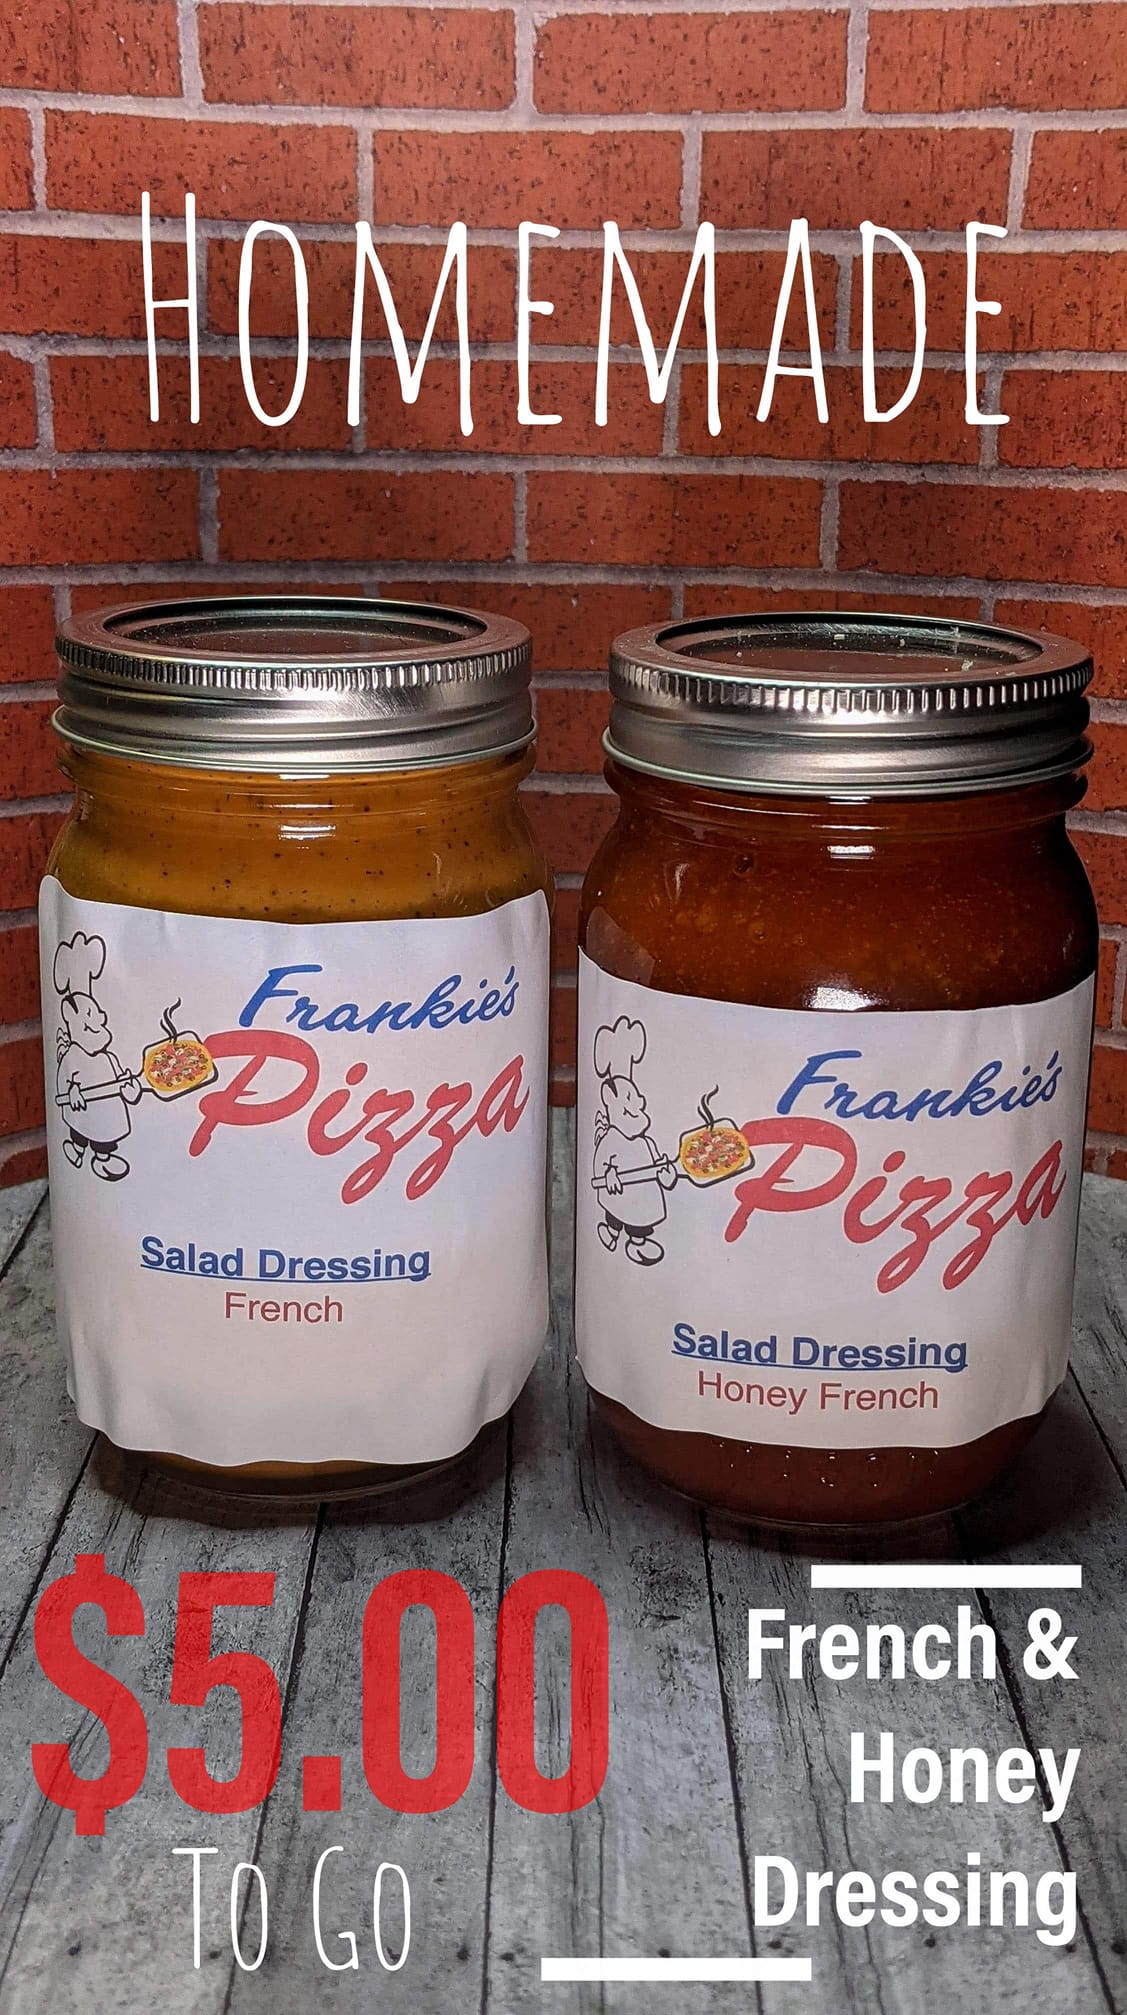 Homemade
Frankie's
Pizza
Salad Dressing
French
Frankie's
Pizza
Salad Dressing
Honey French
$5.00
To Go
French &
Honey
Dressing